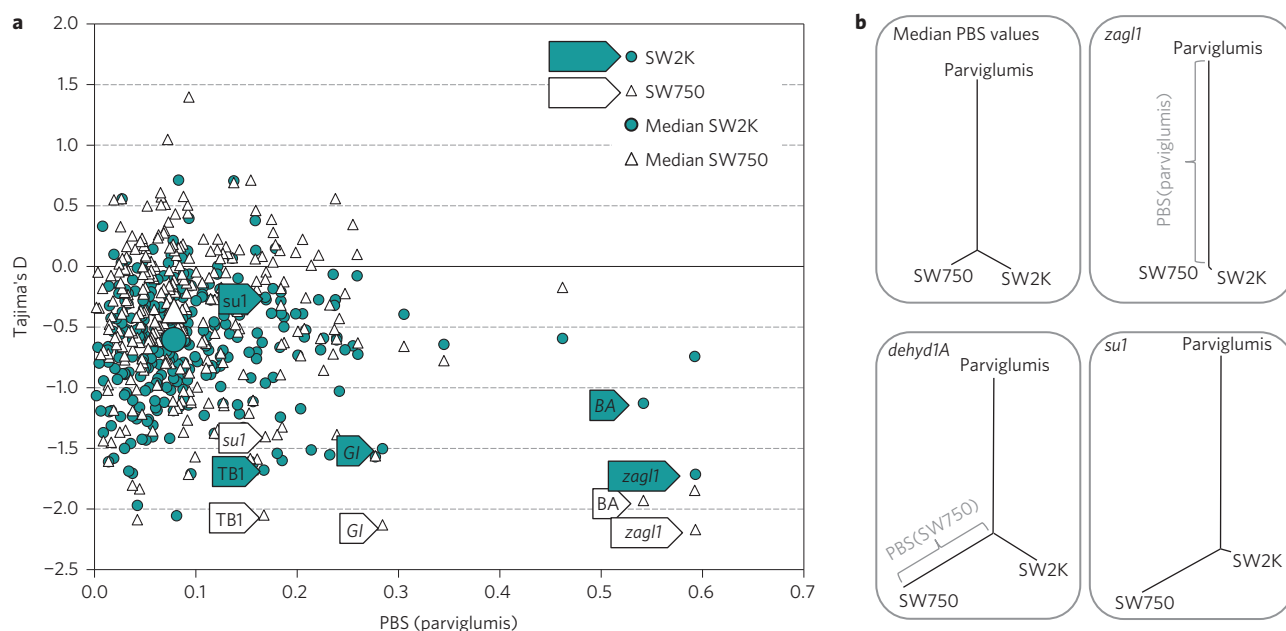 a
2.0
1.5
1.0
0.5
0.0
−0.5
−1.0
−1.5
−2.0
−2.5
Tajima's D
SW2K
SW750
Median SW2K
Median SW750
su1
BA
su1
GI
TB1
zagl1
BA
TB1
GI
zagl1
0.0 0.1 0.2 0.3 0.4 0.5 0.6 0.7
PBS (parviglumis)
b
Median PBS values
Parviglumis
SW750
SW2K
zagl1
Parviglumis
PBS(parviglumis)
SW750
SW2K
dehyd1A
Parviglumis
PBS(SW750)
SW2K
SW750
su1
Parviglumis
SW2K
SW750